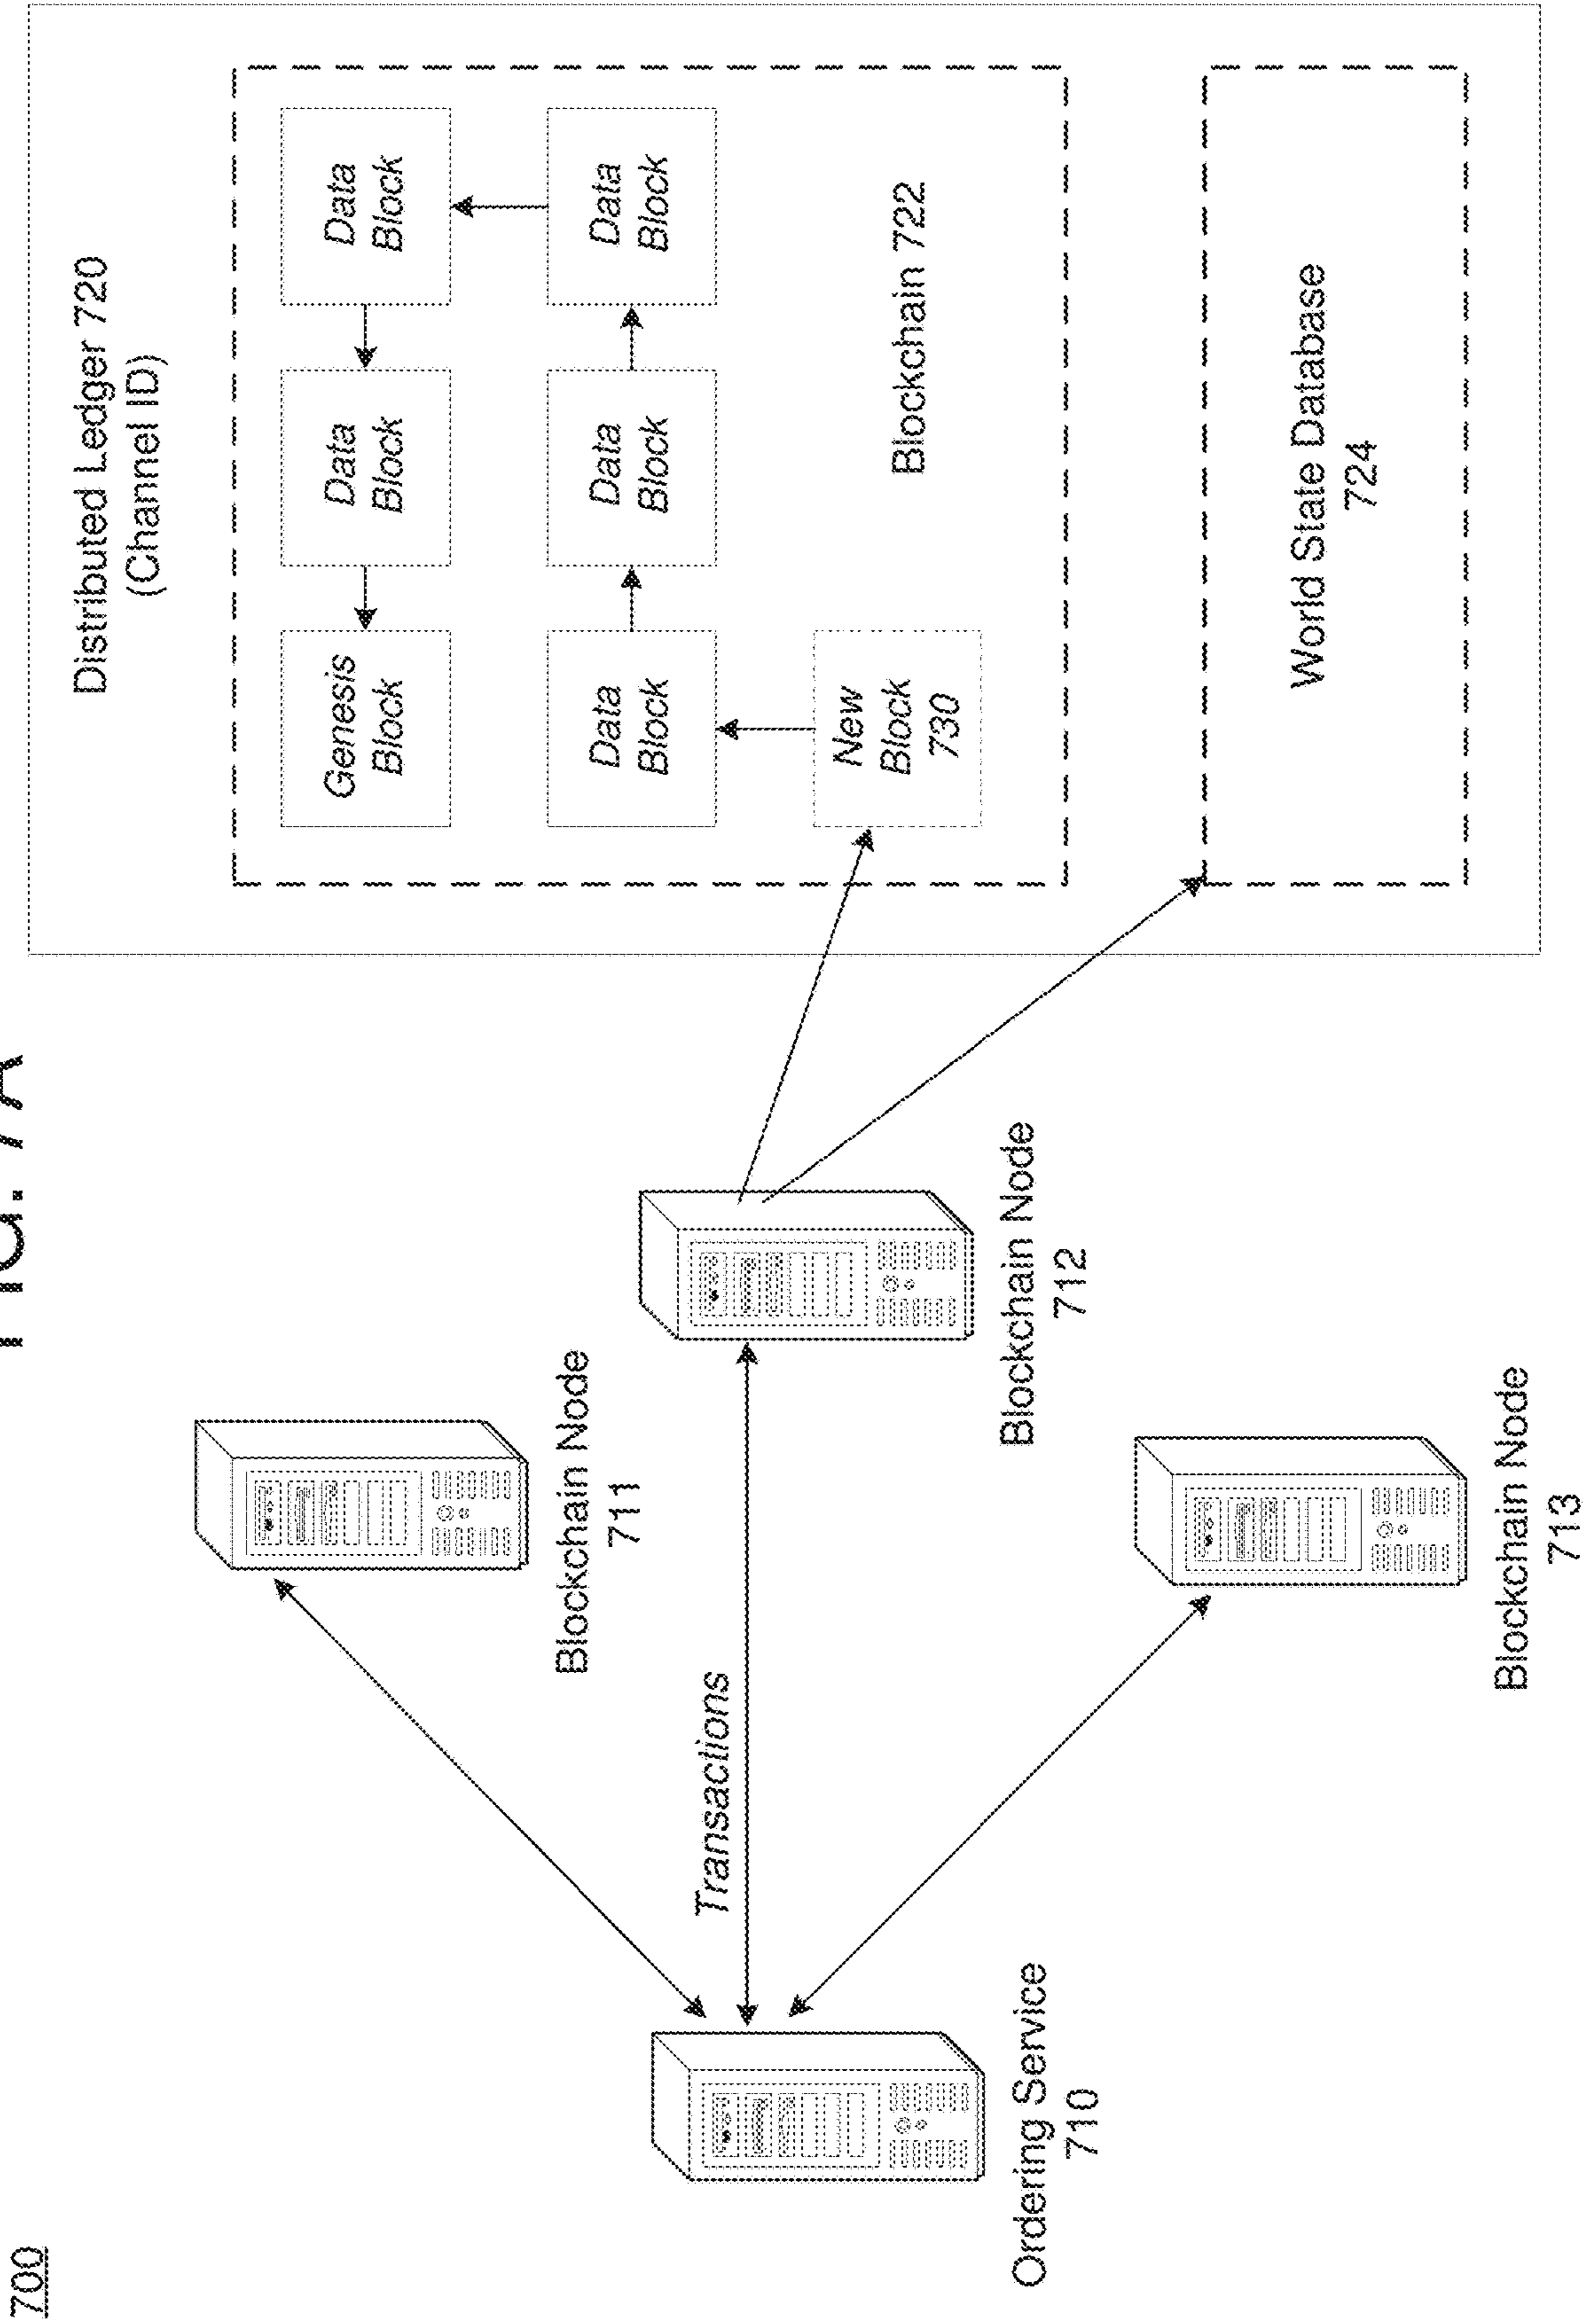 700
FIG. 7A
Ordering Service
710
Transactions
Blockchain Node
711
Blockchain Node
712
Blockchain Node
713
Distributed Ledger 720
(Channel ID)
Genesis
Block
Data
Block
Data
Block
Data
Block
Data
Block
Data
Block
New
Block
730
Blockchain 722
World State Database
724